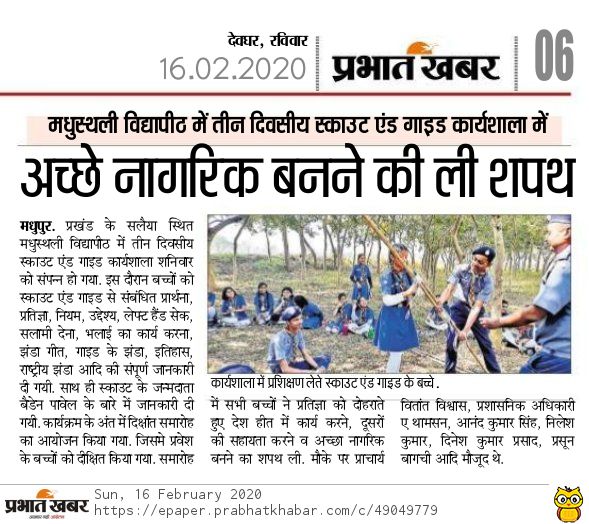 देवघर, रविवार
16.02.2020
प्रभात खबर
06
मधुस्थली विद्यापीठ में तीन दिवसीय स्काउट एंड गाइड कार्यशाला में
अच्छे नागरिक बनने की ली शपथ
मधुपुर. प्रखंड के सलैया स्थित
मधुस्थली विद्यापीठ में तीन दिवसीय
स्काउट एंड गाइड कार्यशाला शनिवार
को संपन्न हो गया. इस दौरान बच्चों को
स्काउट एंड गाइड से संबंधित प्रार्थना,
प्रतिज्ञा, नियम, उद्देश्य, लेफ्ट हैंड सेक,
सलामी देना, भलाई का कार्य करना,
झंडा गीत, गाइड के झंडा, इतिहास,
राष्ट्रीय झंडा आदि की संपूर्ण जानकारी
दी गयी. साथ ही स्काउट के जन्मदाता
बैडेन पावेल के बारे में जानकारी दी
गयी. कार्यक्रम के अंत में दिक्षांत समारोह
का आयोजन किया गया. जिसमे प्रवेश
के बच्चों को दीक्षित किया गया. समारोह
कार्यशाला में प्रशिक्षण लेते स्काउट एंड गाइड के बच्चे.
में सभी बच्चों ने प्रतिज्ञा को दोहराते
हुए देश हीत में कार्य करने, दूसरों
की सहायता करने व अच्छा नागरिक
बनने का शपथ ली. मौके पर प्राचार्य
वितांत विश्वास, प्रशासनिक अधिकारी
ए थामसन, आनंद कुमार सिंह, निलेश
कुमार, दिनेश कुमार प्रसाद, प्रसून
बागची आदि मौजूद थे.
प्रभात खबर
Sun, 16 February 2020
https://epaper.prabhatkhabar.com/c/49049779